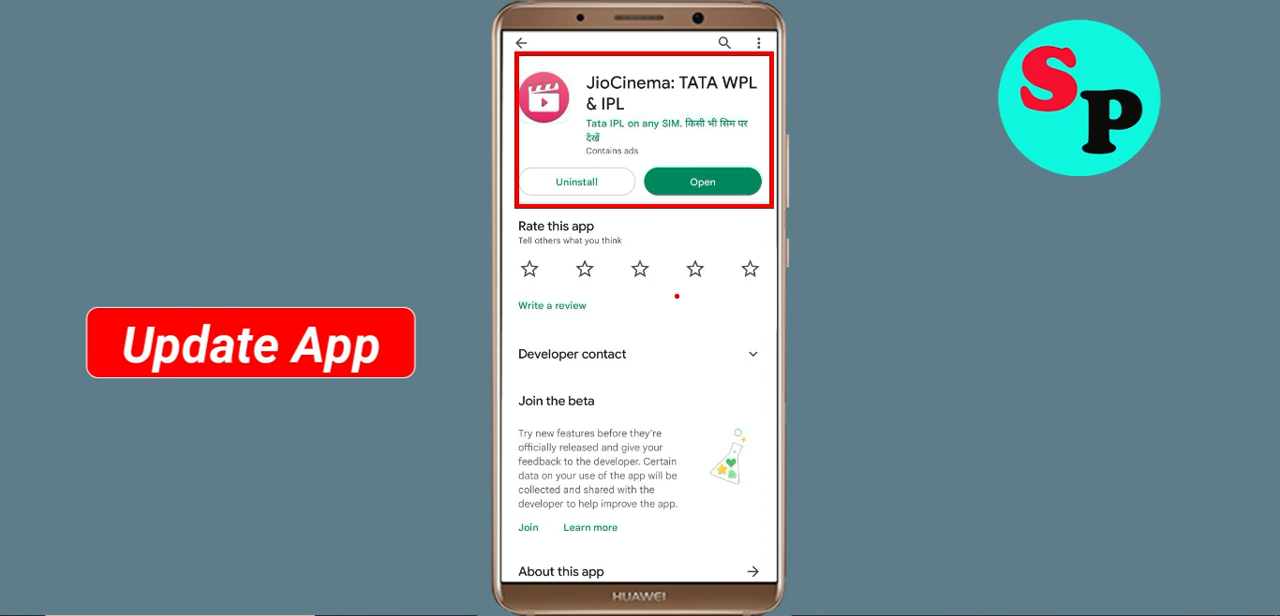 JioCinema: TATA WPL
& IPL
Tata IPL on any SIM. किसी भी सिम पर
देखें
Contains ads
Uninstall
Open
Rate this app
Tell others what you think
Write a review
Developer contact
Join the beta
Try new features before they're
officially released and give your
feedback to the developer. Certain
data on your use of the app will be
collected and shared with the
developer to help improve the app.
Join
Learn more
About this app
HUAWEI
Update App
SP